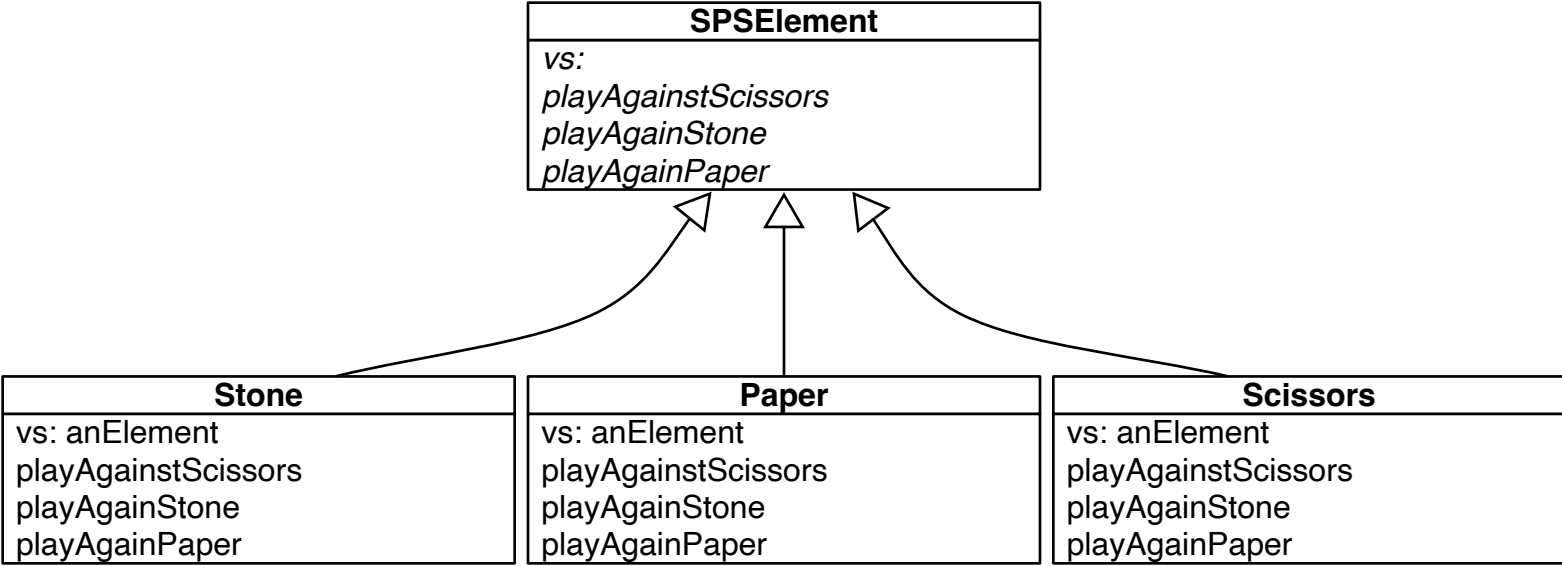 SPSElement
vs:
playAgainstScissors
playAgainStone
playAgainPaper
Stone
vs: anElement
playAgainstScissors
playAgainStone
playAgainPaper
Paper
vs: anElement
playAgainstScissors
playAgainStone
playAgainPaper
Scissors
vs: anElement
playAgainstScissors
playAgainStone
playAgainPaper